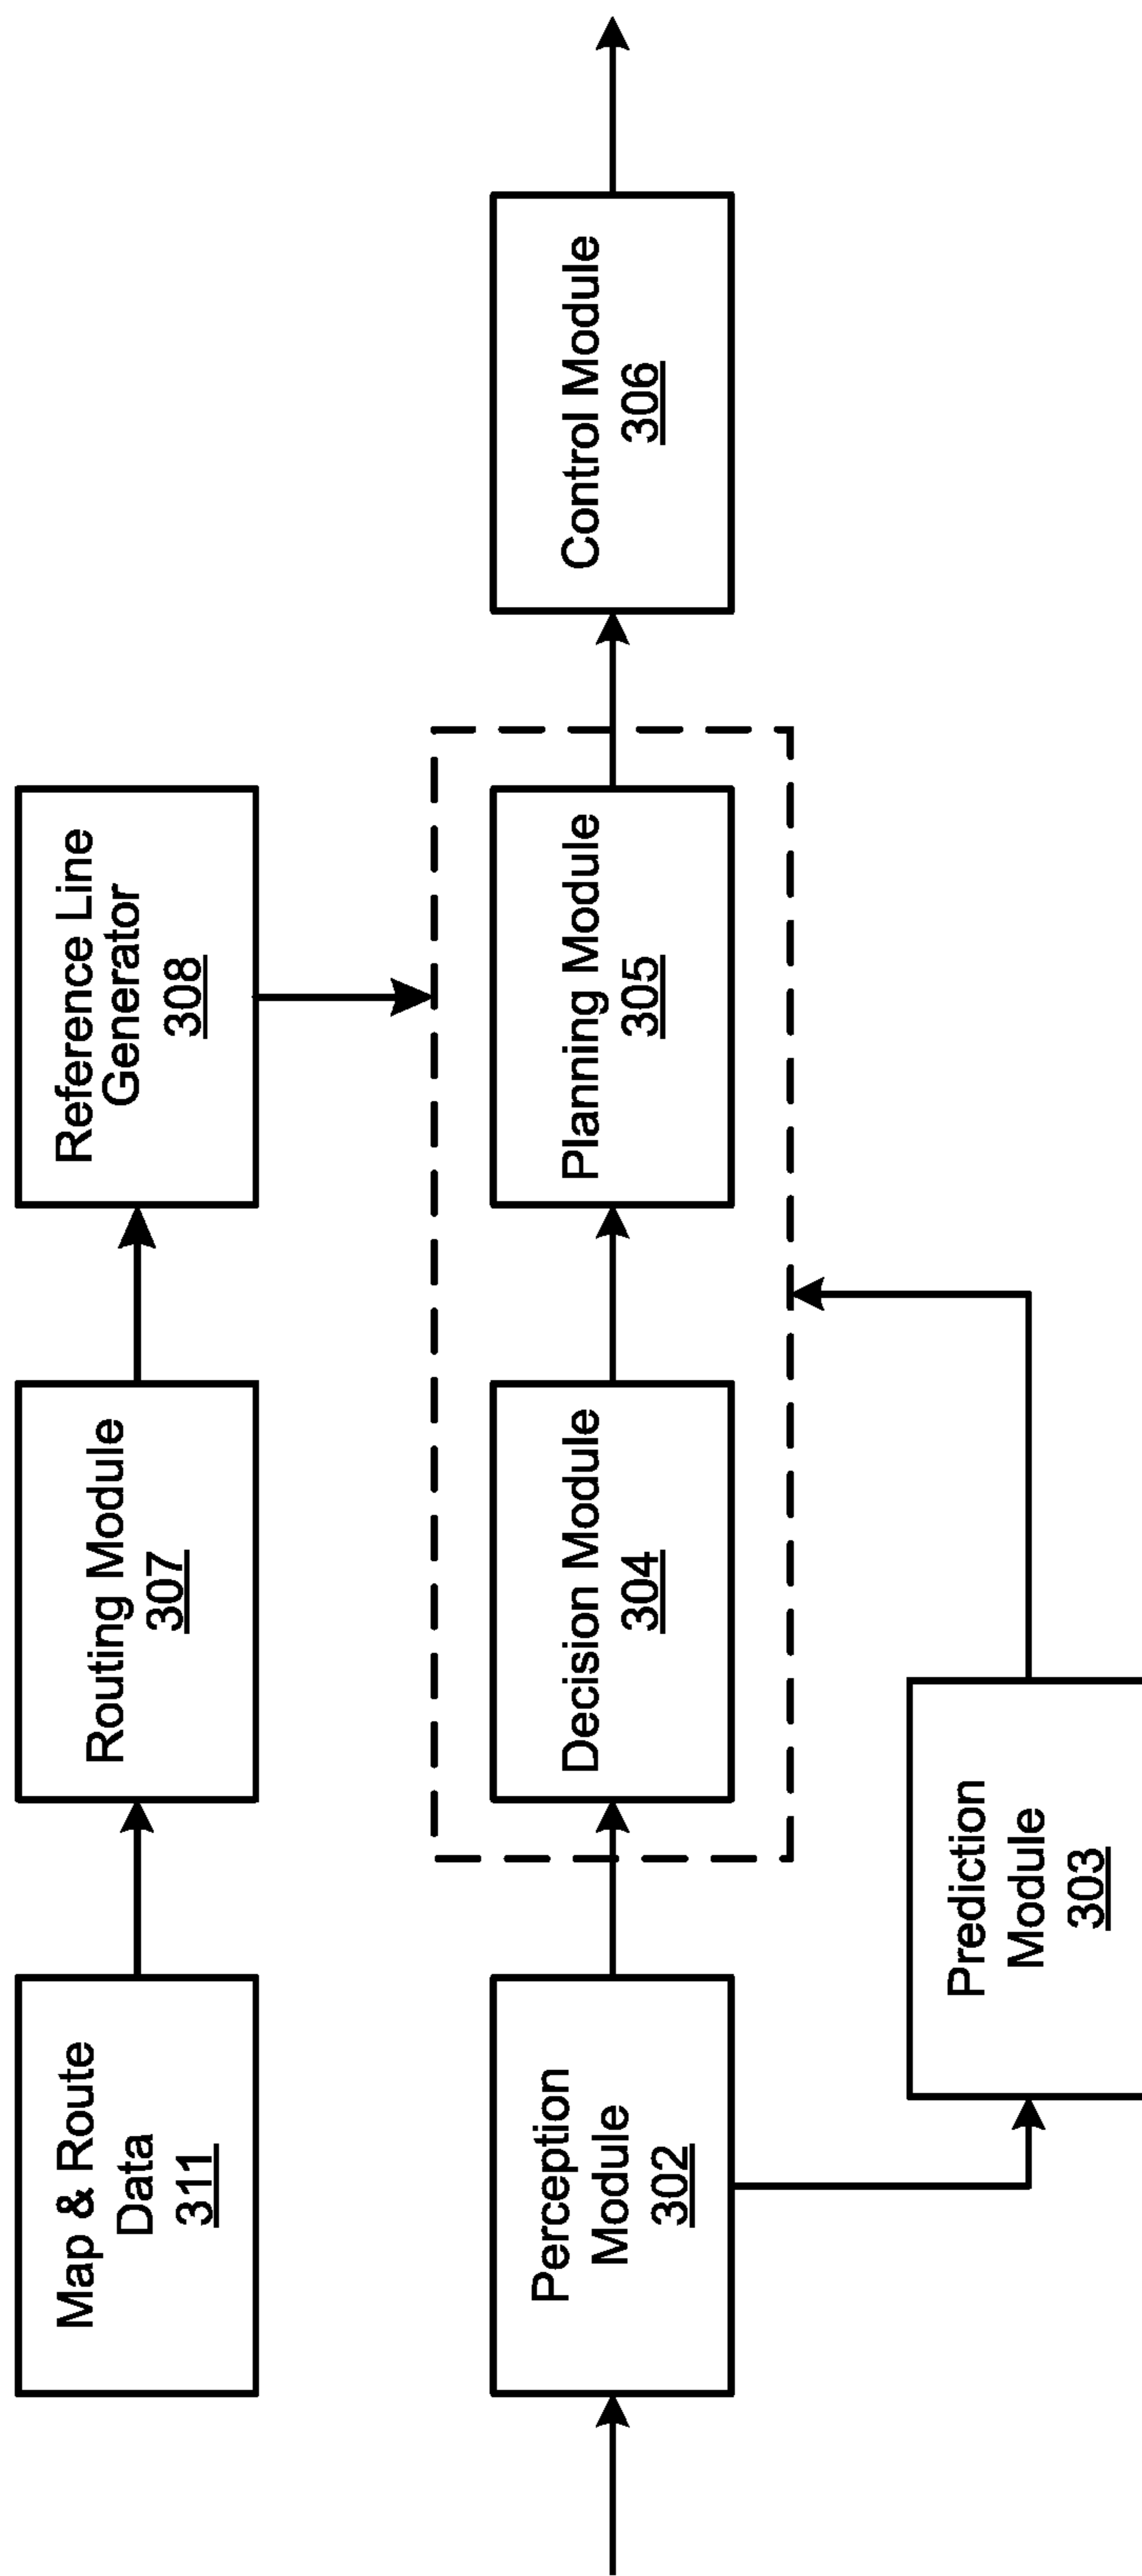 Map & Route
Data
311
Routing Module
307
Reference Line
Generator
308
Perception
Module
302
Decision Module
304
Planning Module
305
Control Module
306
Prediction
Module
303